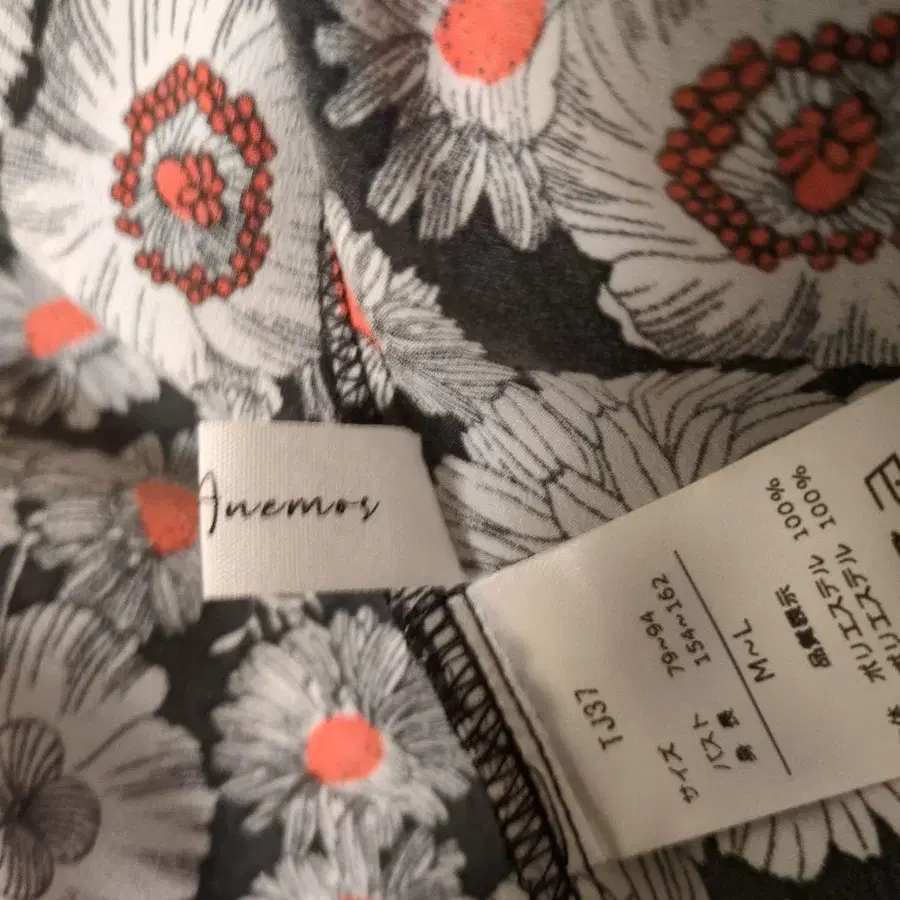 Anemos
TJ37
サイズ
バスト 79~94
身長 154~162
M~L
品質表示
ポリエステル 100%
ポリエステル 100%